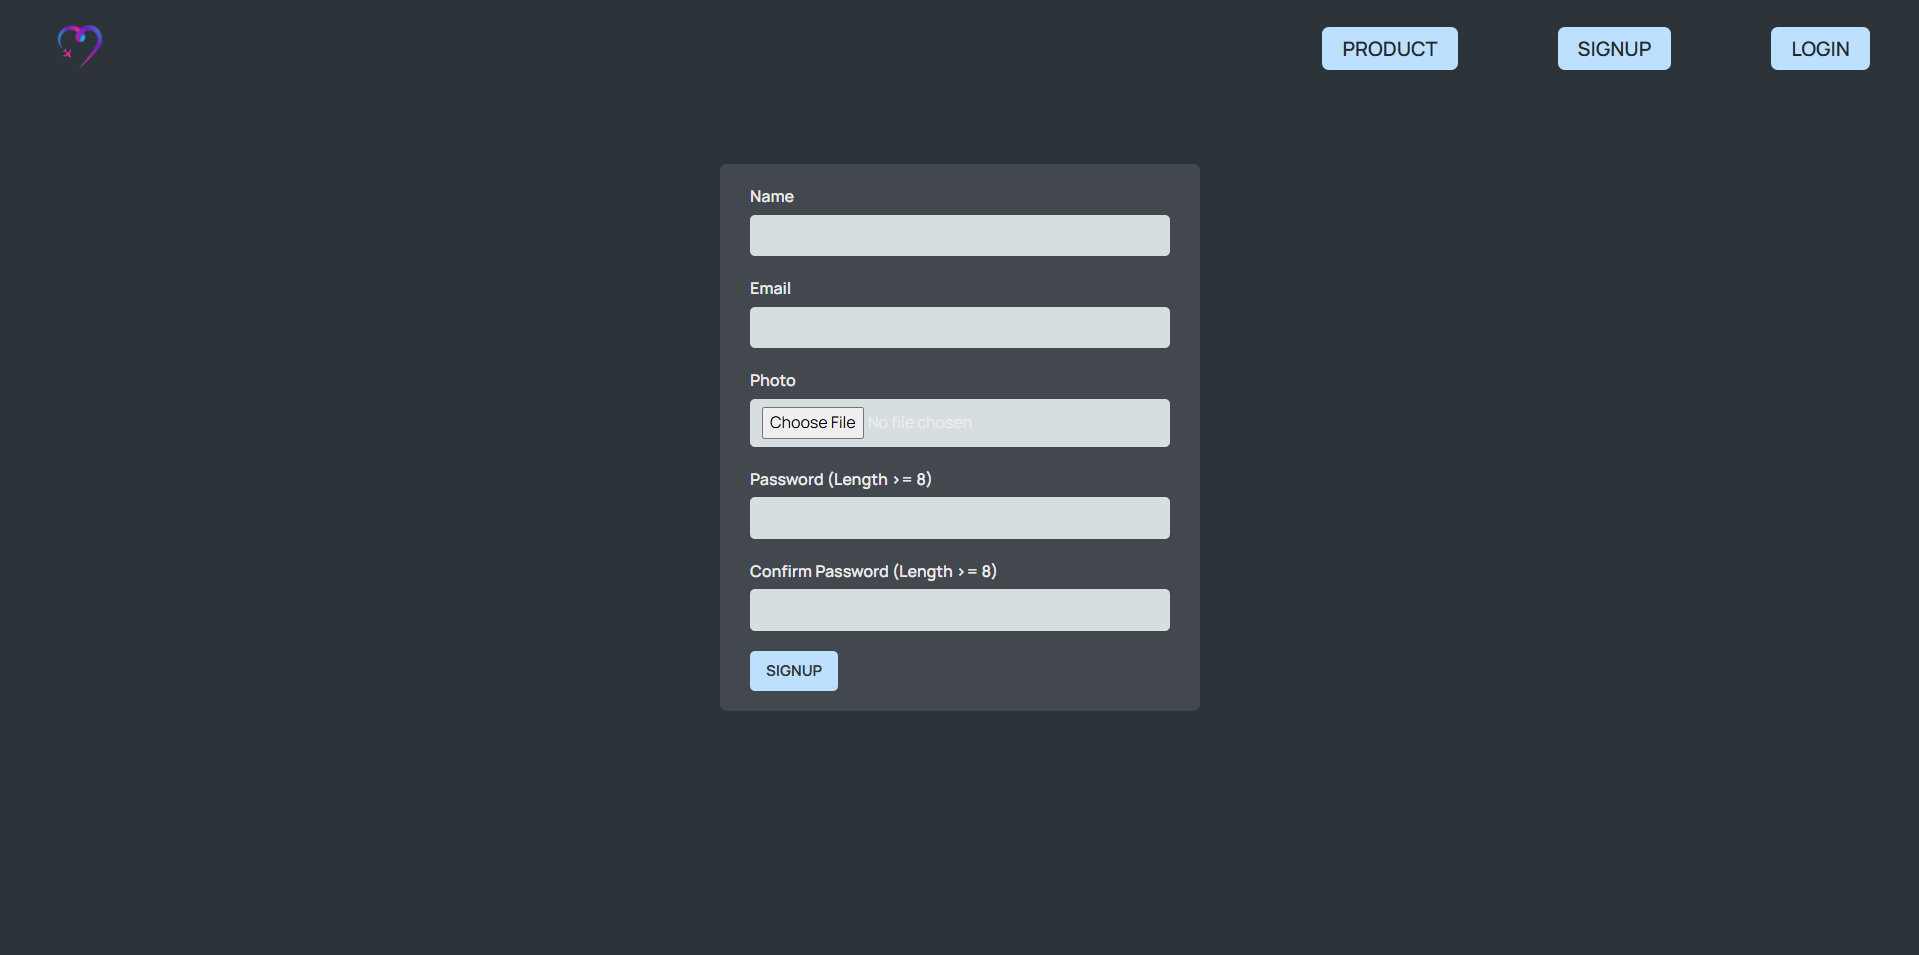 PRODUCT SIGNUP LOGIN
Name
Email
Photo
Choose File No file chosen
Password (Length >= 8)
Confirm Password (Length >= 8)
SIGNUP